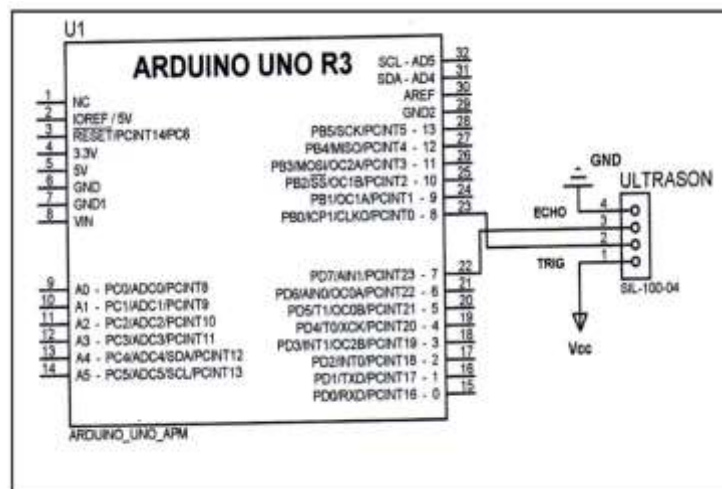 U1
ARDUINO UNO R3
1 NC
2 IOREF / 5V
3 RESET/PCINT14/PC6
4 3.3V
5 5V
6 GND
7 GND1
8 VIN
9 A0 - PC0/ADC0/PCINT8
10 A1 - PC1/ADC1/PCINT9
11 A2 - PC2/ADC2/PCINT10
12 A3 - PC3/ADC3/PCINT11
13 A4 - PC4/ADC4/SDA/PCINT12
14 A5 - PC5/ADC5/SCL/PCINT13
SCL - AD5 32
SDA - AD4 31
AREF 30
GND2 29
PB5/SCK/PCINT5 - 13 28
PB4/MISO/PCINT4 - 12 27
PB3/MOSI/OC2A/PCINT3 - 11 26
PB2/SS/OC1B/PCINT2 - 10 25
PB1/OC1A/PCINT1 - 9 24
PB0/ICP1/CLKO/PCINT0 - 8 23
PD7/AIN1/PCINT23 - 7 22
PD6/AIN0/OC0A/PCINT22 - 6 21
PD5/T1/OC0B/PCINT21 - 5 20
PD4/T0/XCK/PCINT20 - 4 19
PD3/INT1/OC2B/PCINT19 - 3 18
PD2/INT0/PCINT18 - 2 17
PD1/TXD/PCINT17 - 1 16
PD0/RXD/PCINT16 - 0 15
ARDUINO_UNO_APM
GND
ULTRASON
4
ECHO
3
2
TRIG
1
SIL-100-04
Vcc